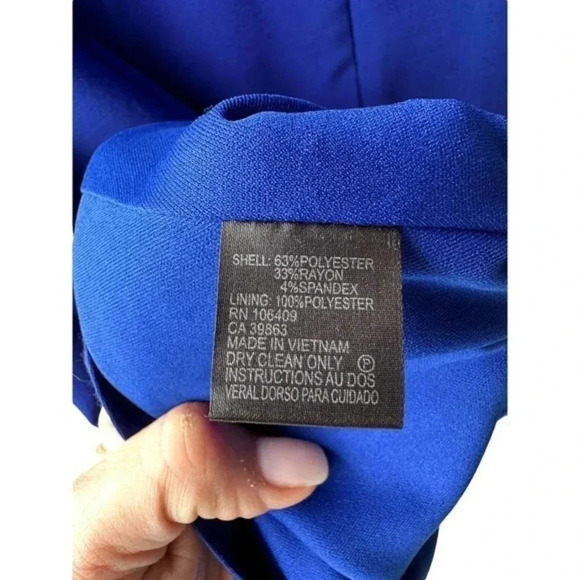 SHELL: 63%POLYESTER
33%RAYON
4%SPANDEX
LINING: 100%POLYESTER
RN 106409
CA 39863
MADE IN VIETNAM
DRY CLEAN ONLY Ⓟ
INSTRUCTIONS AU DOS
VERAL DORSO PARA CUIDADO